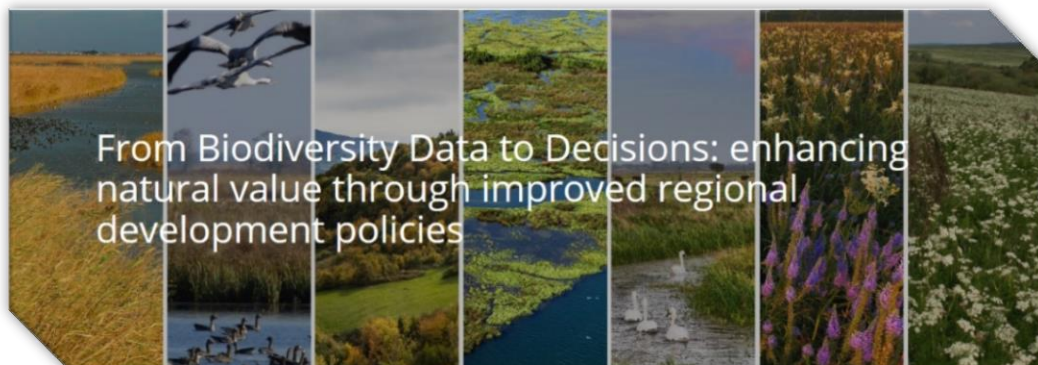 From Biodiversity Data to Decisions: enhancing
natural value through improved regional
development policies